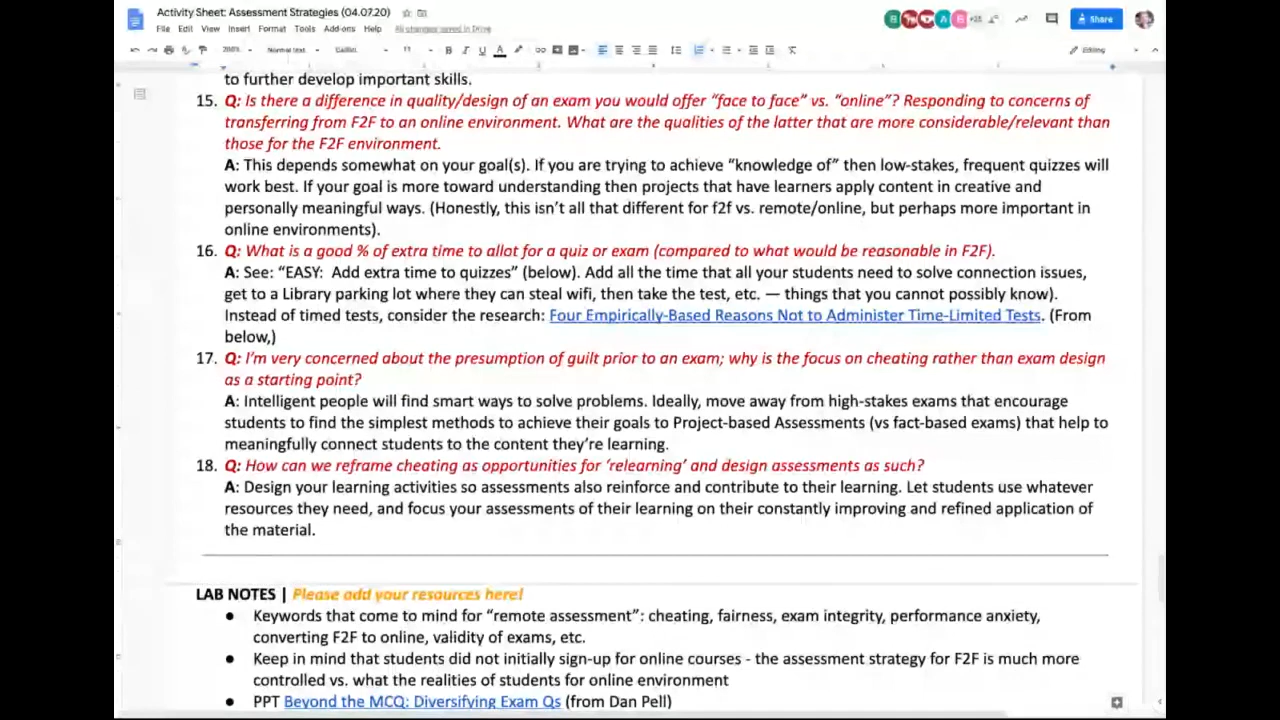 Activity Sheet: Assessment Strategies (04.07.20)
File Edit View Insert Format Tools Add-ons Help All changes saved in Drive
Share
200% Normal text Calibri 11 B I U A Editing
to further develop important skills.
15. Q: Is there a difference in quality/design of an exam you would offer “face to face” vs. “online”? Responding to concerns of
transferring from F2F to an online environment. What are the qualities of the latter that are more considerable/relevant than
those for the F2F environment.
A: This depends somewhat on your goal(s). If you are trying to achieve “knowledge of” then low-stakes, frequent quizzes will
work best. If your goal is more toward understanding then projects that have learners apply content in creative and
personally meaningful ways. (Honestly, this isn’t all that different for f2f vs. remote/online, but perhaps more important in
online environments).
16. Q: What is a good % of extra time to allot for a quiz or exam (compared to what would be reasonable in F2F).
A: See: “EASY: Add extra time to quizzes” (below). Add all the time that all your students need to solve connection issues,
get to a Library parking lot where they can steal wifi, then take the test, etc. — things that you cannot possibly know).
Instead of timed tests, consider the research: Four Empirically-Based Reasons Not to Administer Time-Limited Tests. (From
below,)
17. Q: I’m very concerned about the presumption of guilt prior to an exam; why is the focus on cheating rather than exam design
as a starting point?
A: Intelligent people will find smart ways to solve problems. Ideally, move away from high-stakes exams that encourage
students to find the simplest methods to achieve their goals to Project-based Assessments (vs fact-based exams) that help to
meaningfully connect students to the content they’re learning.
18. Q: How can we reframe cheating as opportunities for ‘relearning’ and design assessments as such?
A: Design your learning activities so assessments also reinforce and contribute to their learning. Let students use whatever
resources they need, and focus your assessments of their learning on their constantly improving and refined application of
the material.
LAB NOTES | Please add your resources here!
● Keywords that come to mind for “remote assessment”: cheating, fairness, exam integrity, performance anxiety,
converting F2F to online, validity of exams, etc.
● Keep in mind that students did not initially sign-up for online courses - the assessment strategy for F2F is much more
controlled vs. what the realities of students for online environment
● PPT Beyond the MCQ: Diversifying Exam Qs (from Dan Pell)